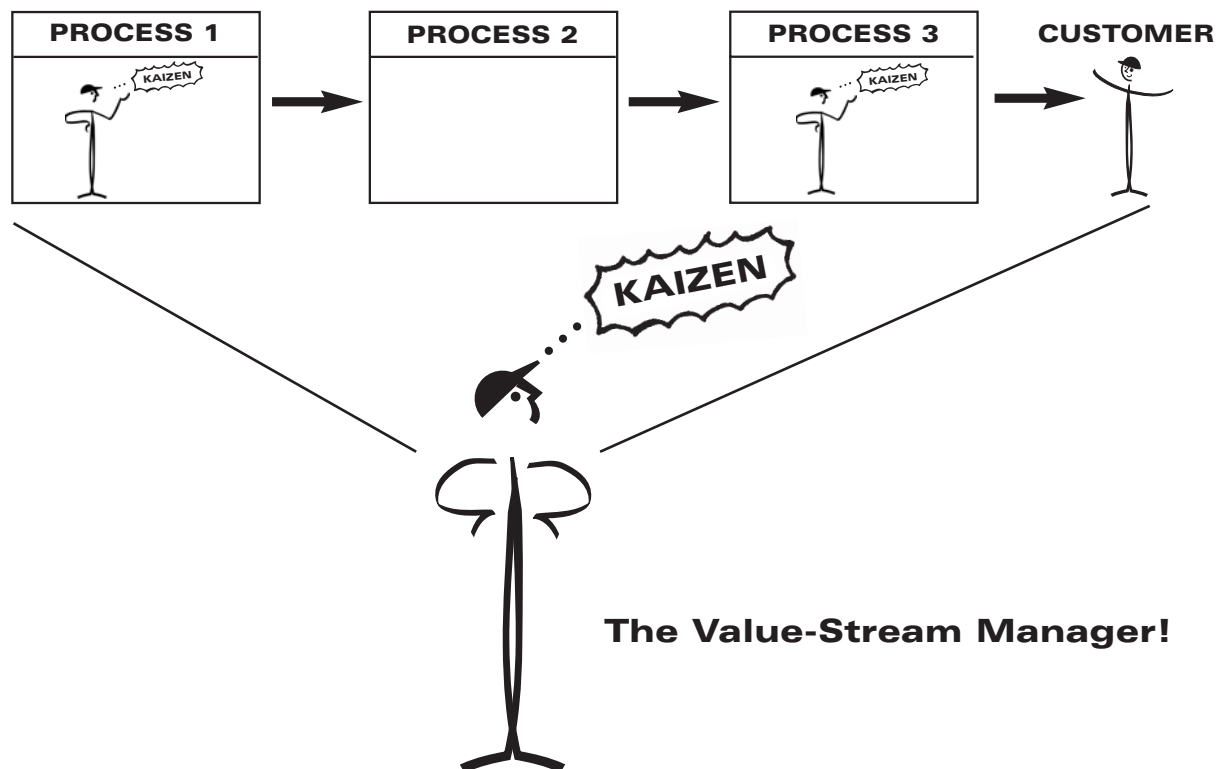 PROCESS 1
PROCESS 2
PROCESS 3
CUSTOMER
KAIZEN
KAIZEN
KAIZEN
The Value-Stream Manager!